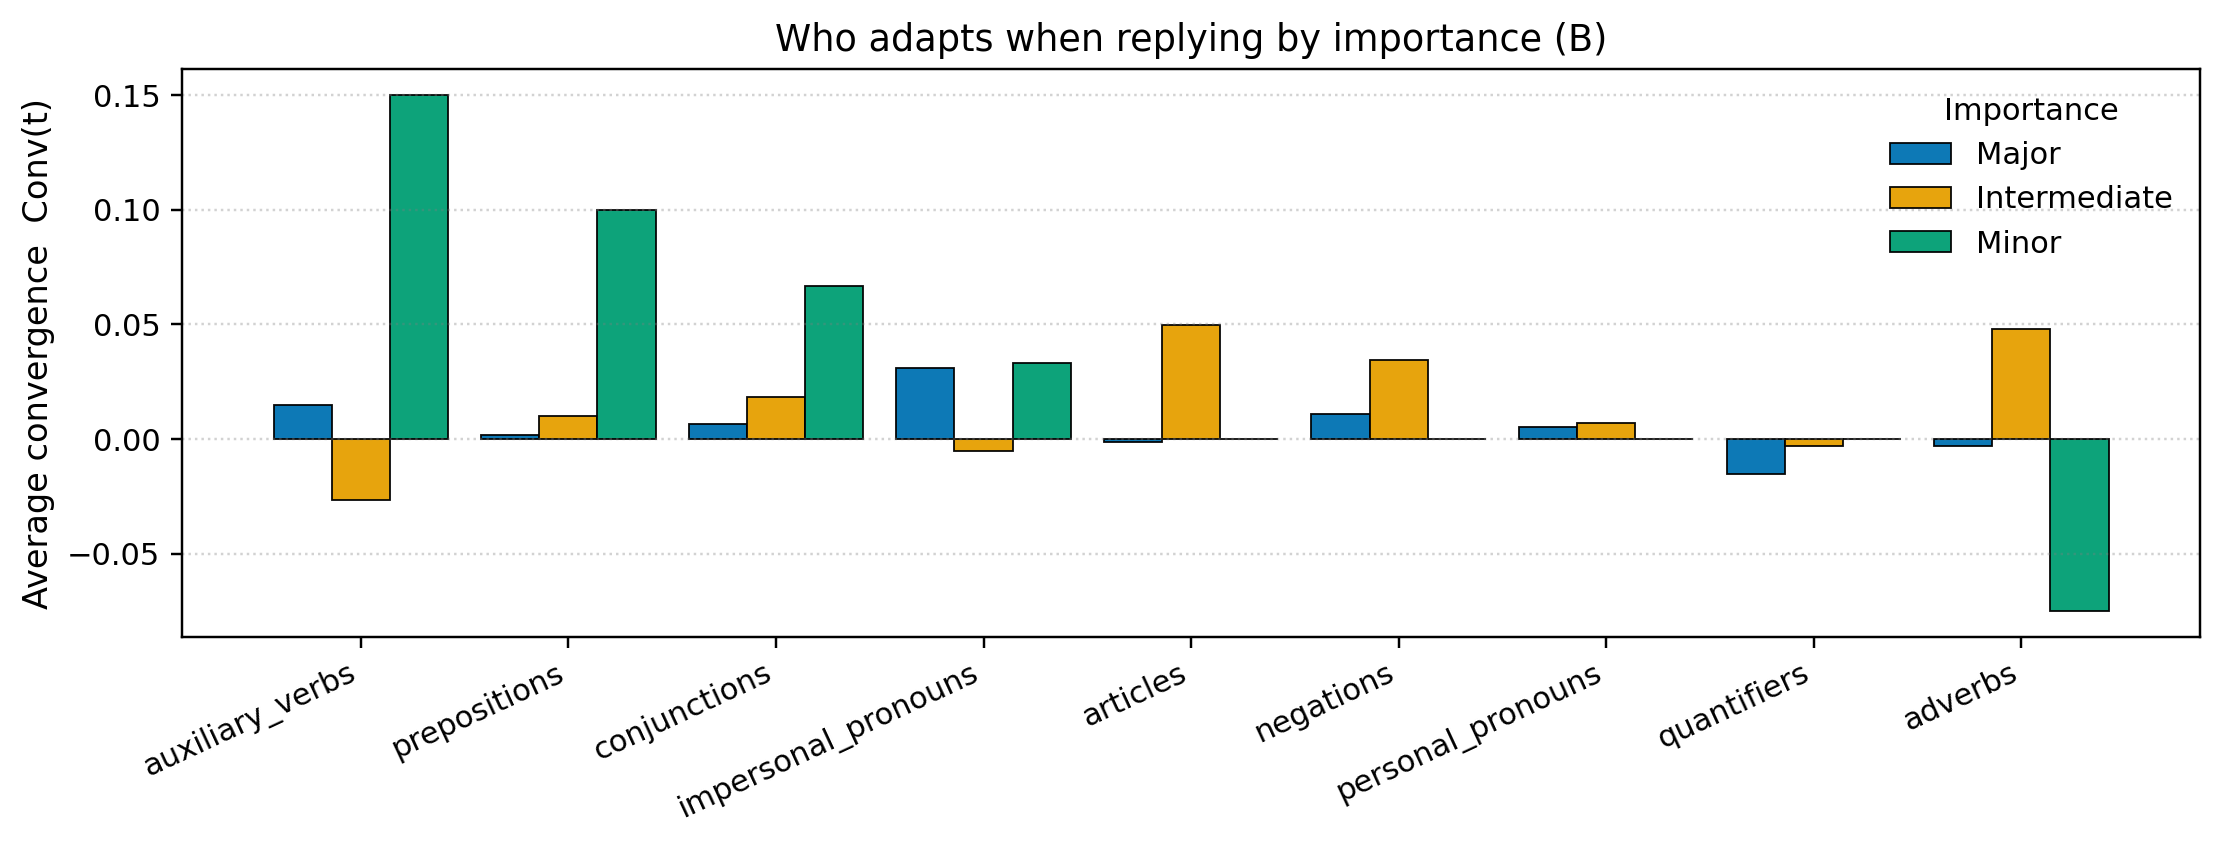 Who adapts when replying by importance (B)
Average convergence  Conv(t)
0.15
0.10
0.05
0.00
−0.05
Importance
Major
Intermediate
Minor
auxiliary_verbs
prepositions
conjunctions
impersonal_pronouns
articles
negations
personal_pronouns
quantifiers
adverbs